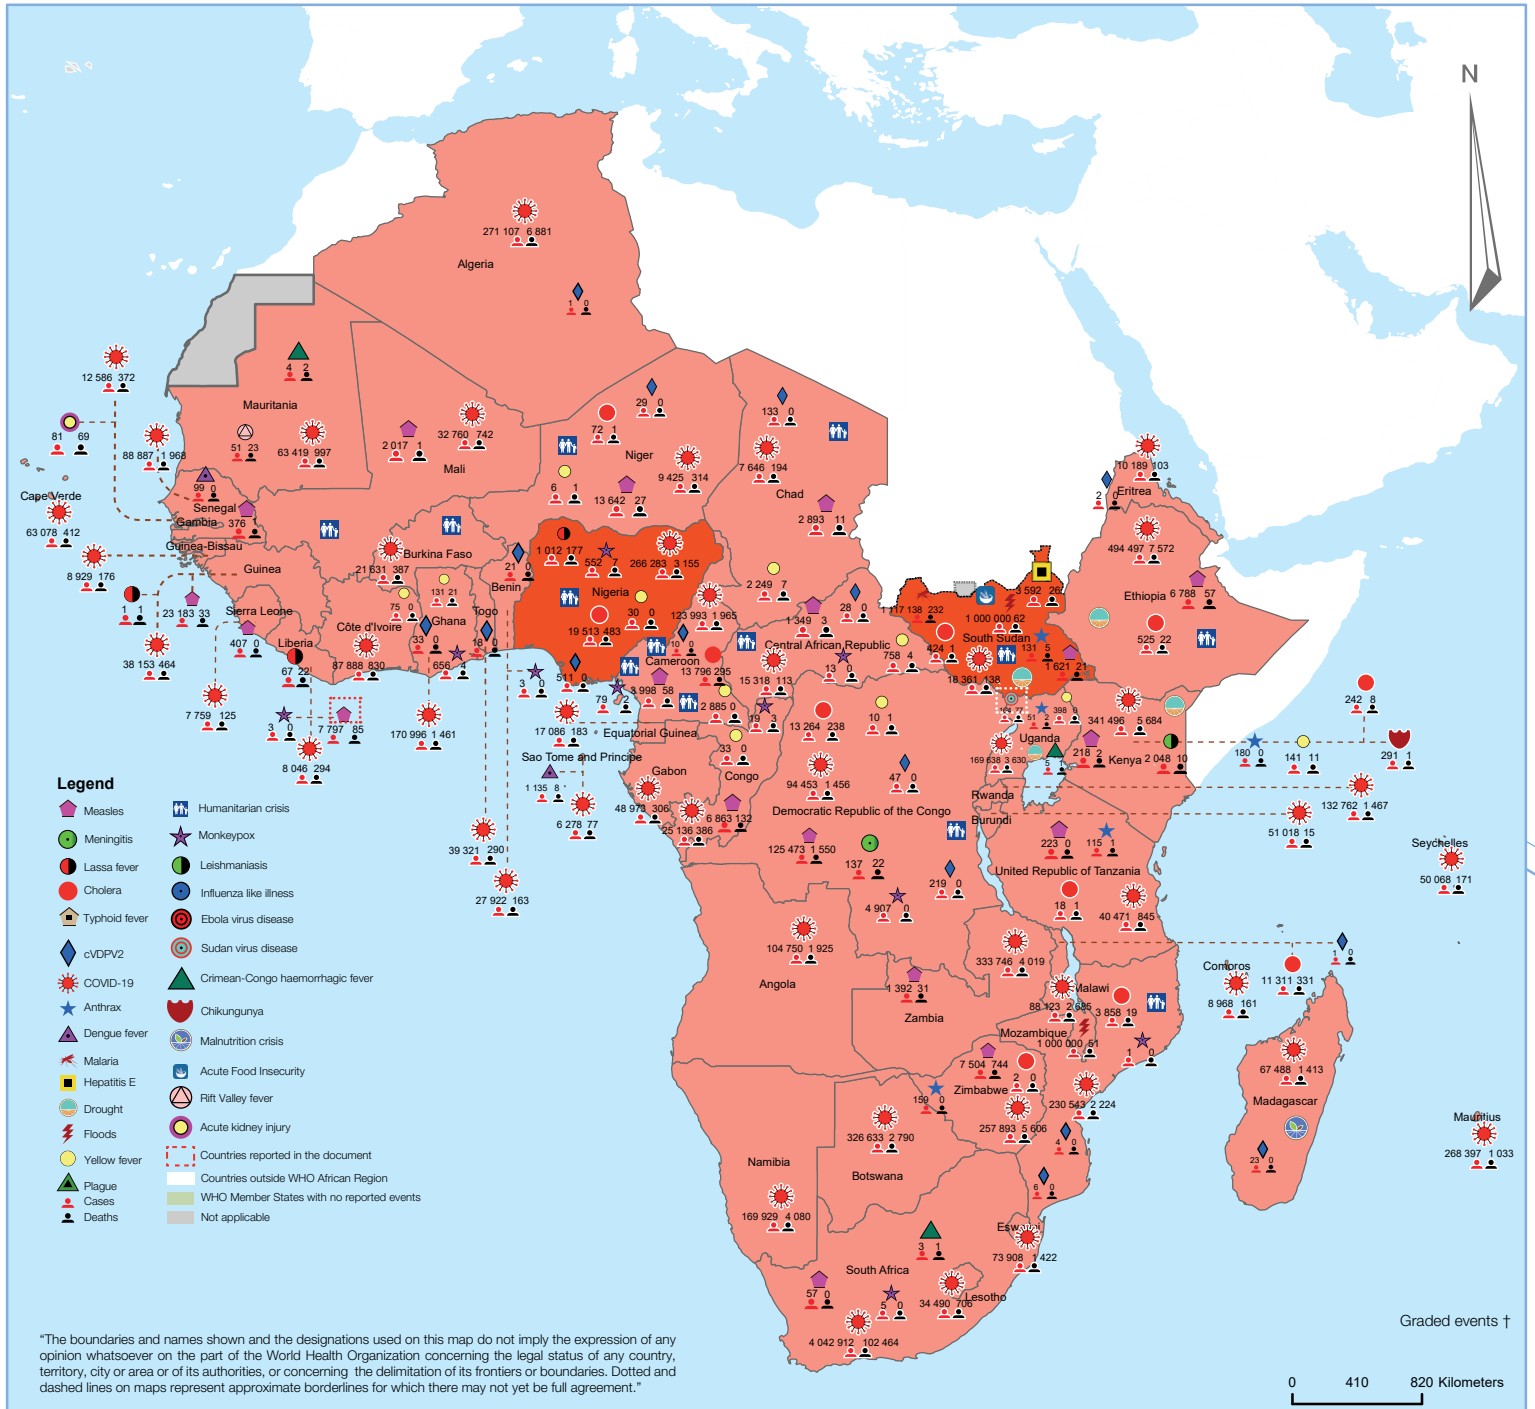 N
271 107 6 881
Algeria
1 0
12 586 372
4 2
Mauritania
81 69
88 887 1 968
51 23
63 419 997
2 017 1
32 760 742
Mali
29 0
72 1
Niger
6 1
13 642 27
9 425 314
133 0
7 646 194
Chad
2 893 11
10 189 103
2 0
Eritrea
Cape Verde
63 078 412
99 0
Senegal
Gambia
376 1
Guinea-Bissau
8 929 176
Guinea
1 1
23 183 33
Sierra Leone
407 0
38 153 464
Liberia
67 22
7 759 125
3 0
7 797 85
8 046 294
Burkina Faso
21 631 387
75 0
Côte d'Ivoire
87 888 830
131 21
Ghana
33 0
656 4
170 996 1 461
Togo
18 0
Benin
21 0
39 321 290
27 922 163
3 0
1 012 177
552 7
266 283 3 155
Nigeria
30 0
19 513 483
511 0
79 2
2 249 7
123 993 1 965
10 0
Cameroon
13 796 295
3 998 58
2 885 0
17 086 183
Equatorial Guinea
Sao Tome and Principe
1 135 8
6 278 77
1 349 3
28 0
Central African Republic
15 318 113
13 0
758 4
19 3
33 0
Congo
Gabon
48 973 306
25 136 386
6 863 132
1 117 138 232
3 592 26
1 000 000 62
South Sudan
424 1
131 5
1 621 21
18 361 138
494 497 7 572
Ethiopia
6 788 57
525 22
51 2
398 0
Uganda
169 638 3 630
5 1
341 496 5 684
218 2
Kenya
2 048 10
242 8
180 0
141 11
291 1
132 762 1 467
51 018 15
Seychelles
50 068 171
13 264 238
10 1
94 453 1 456
47 0
Democratic Republic of the Congo
125 473 1 550
137 22
4 907 0
219 0
Rwanda
Burundi
223 0
115 1
United Republic of Tanzania
18 1
40 471 845
104 750 1 925
Angola
333 746 4 019
1 392 31
Zambia
Malawi
88 123 2 685
3 858 19
Mozambique
1 000 000 51
1 0
1 0
11 311 331
Comoros
8 968 161
7 504 744
2 0
Zimbabwe
159 0
257 893 5 606
230 543 2 224
4 0
6 0
67 488 1 413
Madagascar
23 0
Mauritius
268 397 1 033
326 633 2 790
Botswana
Namibia
169 929 4 080
3 1
South Africa
57 0
5 0
4 042 912 102 464
34 490 706
Lesotho
73 908 1 422
Legend
Measles
Meningitis
Lassa fever
Cholera
Typhoid fever
cVDPV2
COVID-19
Anthrax
Dengue fever
Malaria
Hepatitis E
Drought
Floods
Yellow fever
Plague
Cases
Deaths
Humanitarian crisis
Monkeypox
Leishmaniasis
Influenza like illness
Ebola virus disease
Sudan virus disease
Crimean-Congo haemorrhagic fever
Chikungunya
Malnutrition crisis
Acute Food Insecurity
Rift Valley fever
Acute kidney injury
Countries reported in the document
Countries outside WHO African Region
WHO Member States with no reported events
Not applicable
"The boundaries and names shown and the designations used on this map do not imply the expression of any
opinion whatsoever on the part of the World Health Organization concerning the legal status of any country,
territory, city or area or of its authorities, or concerning the delimitation of its frontiers or boundaries. Dotted and
dashed lines on maps represent approximate borderlines for which there may not yet be full agreement."
Graded events †
0 410 820 Kilometers